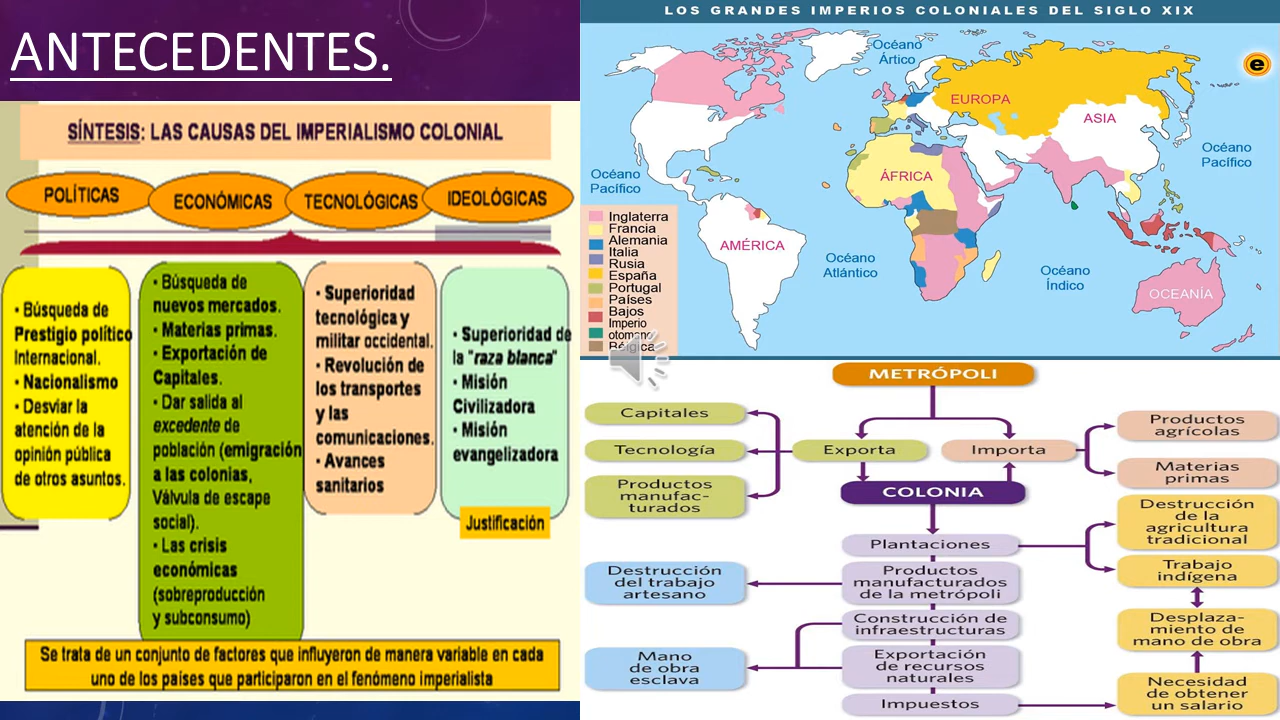 ANTECEDENTES.
SÍNTESIS: LAS CAUSAS DEL IMPERIALISMO COLONIAL
POLÍTICAS
ECONÓMICAS
TECNOLÓGICAS
IDEOLÓGICAS
• Búsqueda de
Prestigio político
Internacional.
• Nacionalismo
• Desviar la
atención de la
opinión pública
de otros asuntos.
• Búsqueda de
nuevos mercados.
• Materias primas.
• Exportación de
Capitales.
• Dar salida al
excedente de
población (emigración
a las colonias,
Válvula de escape
social).
• Las crisis
económicas
(sobreproducción
y subconsumo)
• Superioridad
tecnológica y
militar occidental.
• Revolución de
los transportes
y las
comunicaciones.
• Avances
sanitarios
• Superioridad de
la "raza blanca"
• Misión
Civilizadora
• Misión
evangelizadora
Justificación
Se trata de un conjunto de factores que influyeron de manera variable en cada
uno de los países que participaron en el fenómeno imperialista
LOS GRANDES IMPERIOS COLONIALES DEL SIGLO XIX
e
Océano
Ártico
EUROPA
ASIA
Océano
Pacífico
Océano
Pacífico
ÁFRICA
AMÉRICA
Océano
Atlántico
Océano
Índico
OCEANÍA
Inglaterra
Francia
Alemania
Italia
Rusia
España
Portugal
Países
Bajos
Imperio
otomano
Bélgica
METRÓPOLI
Capitales
Tecnología
Productos
manufac-
turados
Exporta
Importa
Productos
agrícolas
Materias
primas
COLONIA
Plantaciones
Productos
manufacturados
de la metrópoli
Construcción de
infraestructuras
Exportación
de recursos
naturales
Impuestos
Destrucción
del trabajo
artesano
Mano
de obra
esclava
Destrucción
de la
agricultura
tradicional
Trabajo
indígena
Desplaza-
miento de
mano de obra
Necesidad
de obtener
un salario